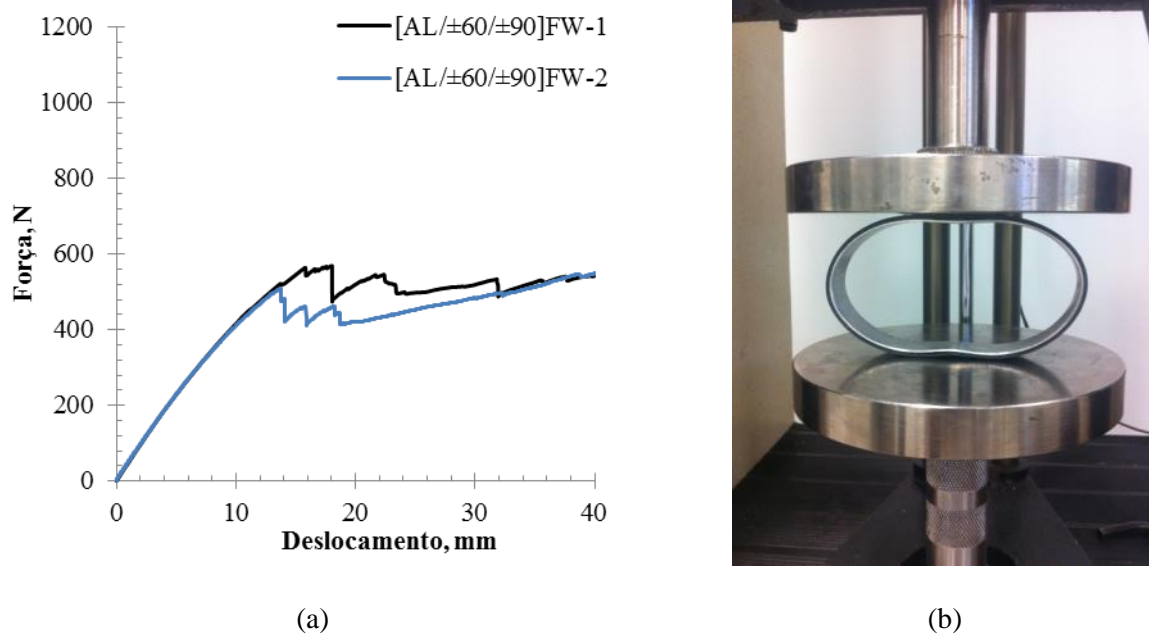 [AL/±60/±90]FW-1
[AL/±60/±90]FW-2
1200
1000
800
600
400
200
0
Força, N
0 10 20 30 40
Deslocamento, mm
(a)
(b)